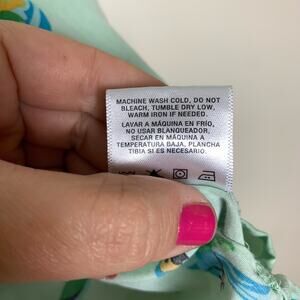 MACHINE WASH COLD, DO NOT
BLEACH, TUMBLE DRY LOW,
WARM IRON IF NEEDED.
LAVAR A MÁQUINA EN FRÍO,
NO USAR BLANQUEADOR,
SECAR EN MÁQUINA A
TEMPERATURA BAJA, PLANCHA
TIBIA SI ES NECESARIO.